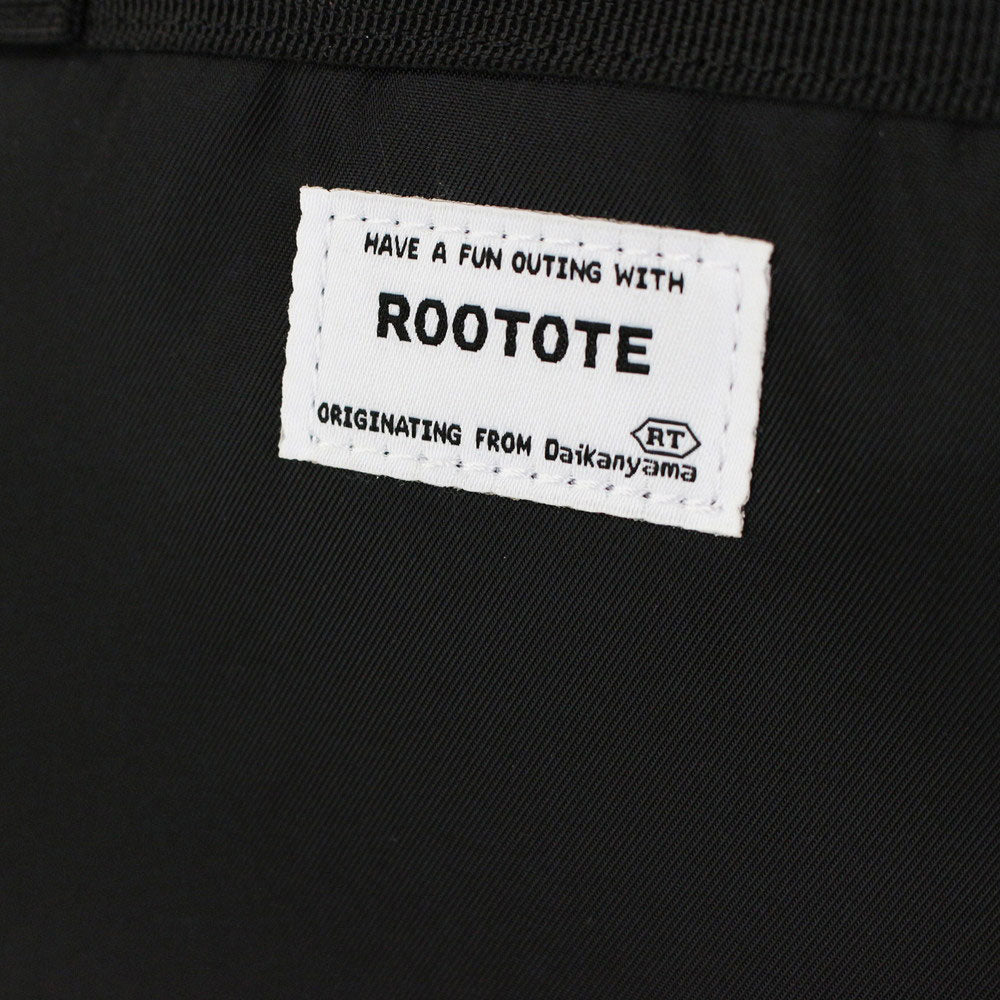 HAVE A FUN OUTING WITH
ROOTOTE
RT
ORIGINATING FROM Daikanyama